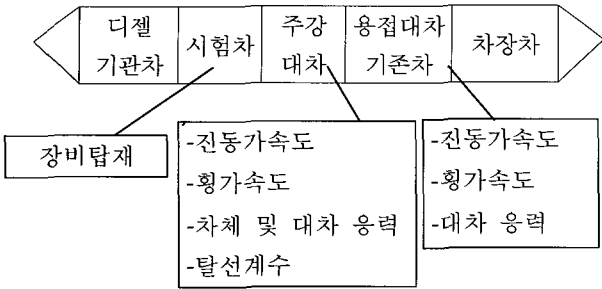 디젤
기관차
시험차
주강
대차
용접대차
기존차
차장차
장비탑재
-진동가속도
-횡가속도
-차체 및 대차 응력
-탈선계수
-진동가속도
-횡가속도
-대차 응력